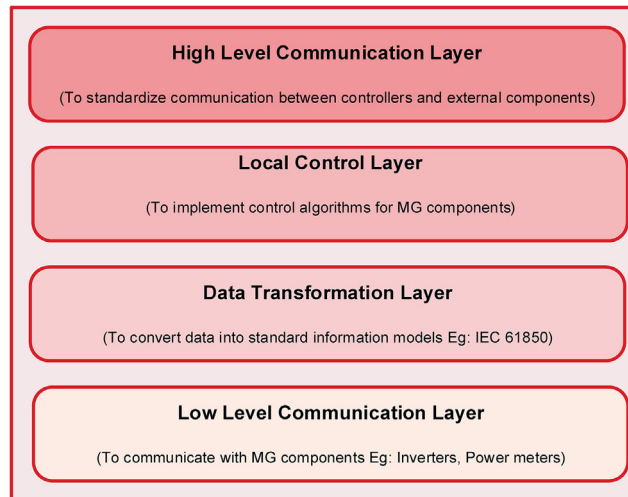 High Level Communication Layer
(To standardize communication between controllers and external components)
Local Control Layer
(To implement control algorithms for MG components)
Data Transformation Layer
(To convert data into standard information models Eg: IEC 61850)
Low Level Communication Layer
(To communicate with MG components Eg: Inverters, Power meters)